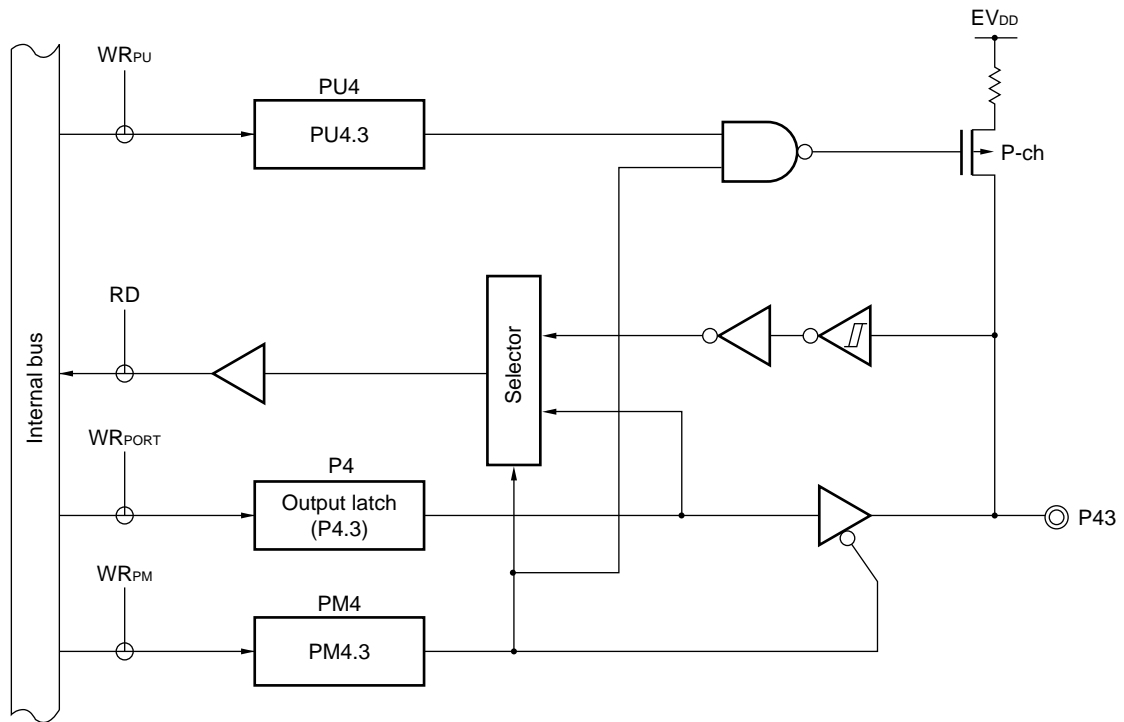 EVDD
WRPU
PU4
PU4.3
P-ch
RD
Selector
Internal bus
WRPORT
P4
Output latch
(P4.3)
P43
WRPM
PM4
PM4.3